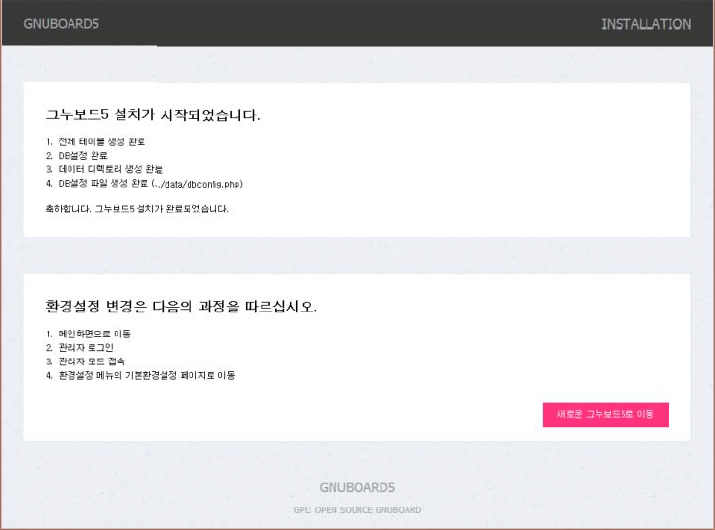 GNUBOARD5
INSTALLATION
그누보드5 설치가 시작되었습니다.
1. 전체 테이블 생성 완료
2. DB설정 완료
3. 데이터 디렉토리 생성 완료
4. DB설정 파일 생성 완료 (../data/dbconfig.php)
축하합니다. 그누보드5 설치가 완료되었습니다.
환경설정 변경은 다음의 과정을 따르십시오.
1. 메인화면으로 이동
2. 관리자 로그인
3. 관리자 모드 접속
4. 환경설정 메뉴의 기본환경설정 페이지로 이동
새로운 그누보드5로 이동
GNUBOARD5
GPL! OPEN SOURCE GNUBOARD